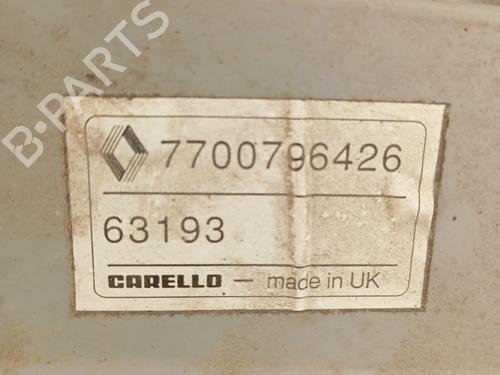 B-PARTS
7700796426
63193
CARELLO – made in UK